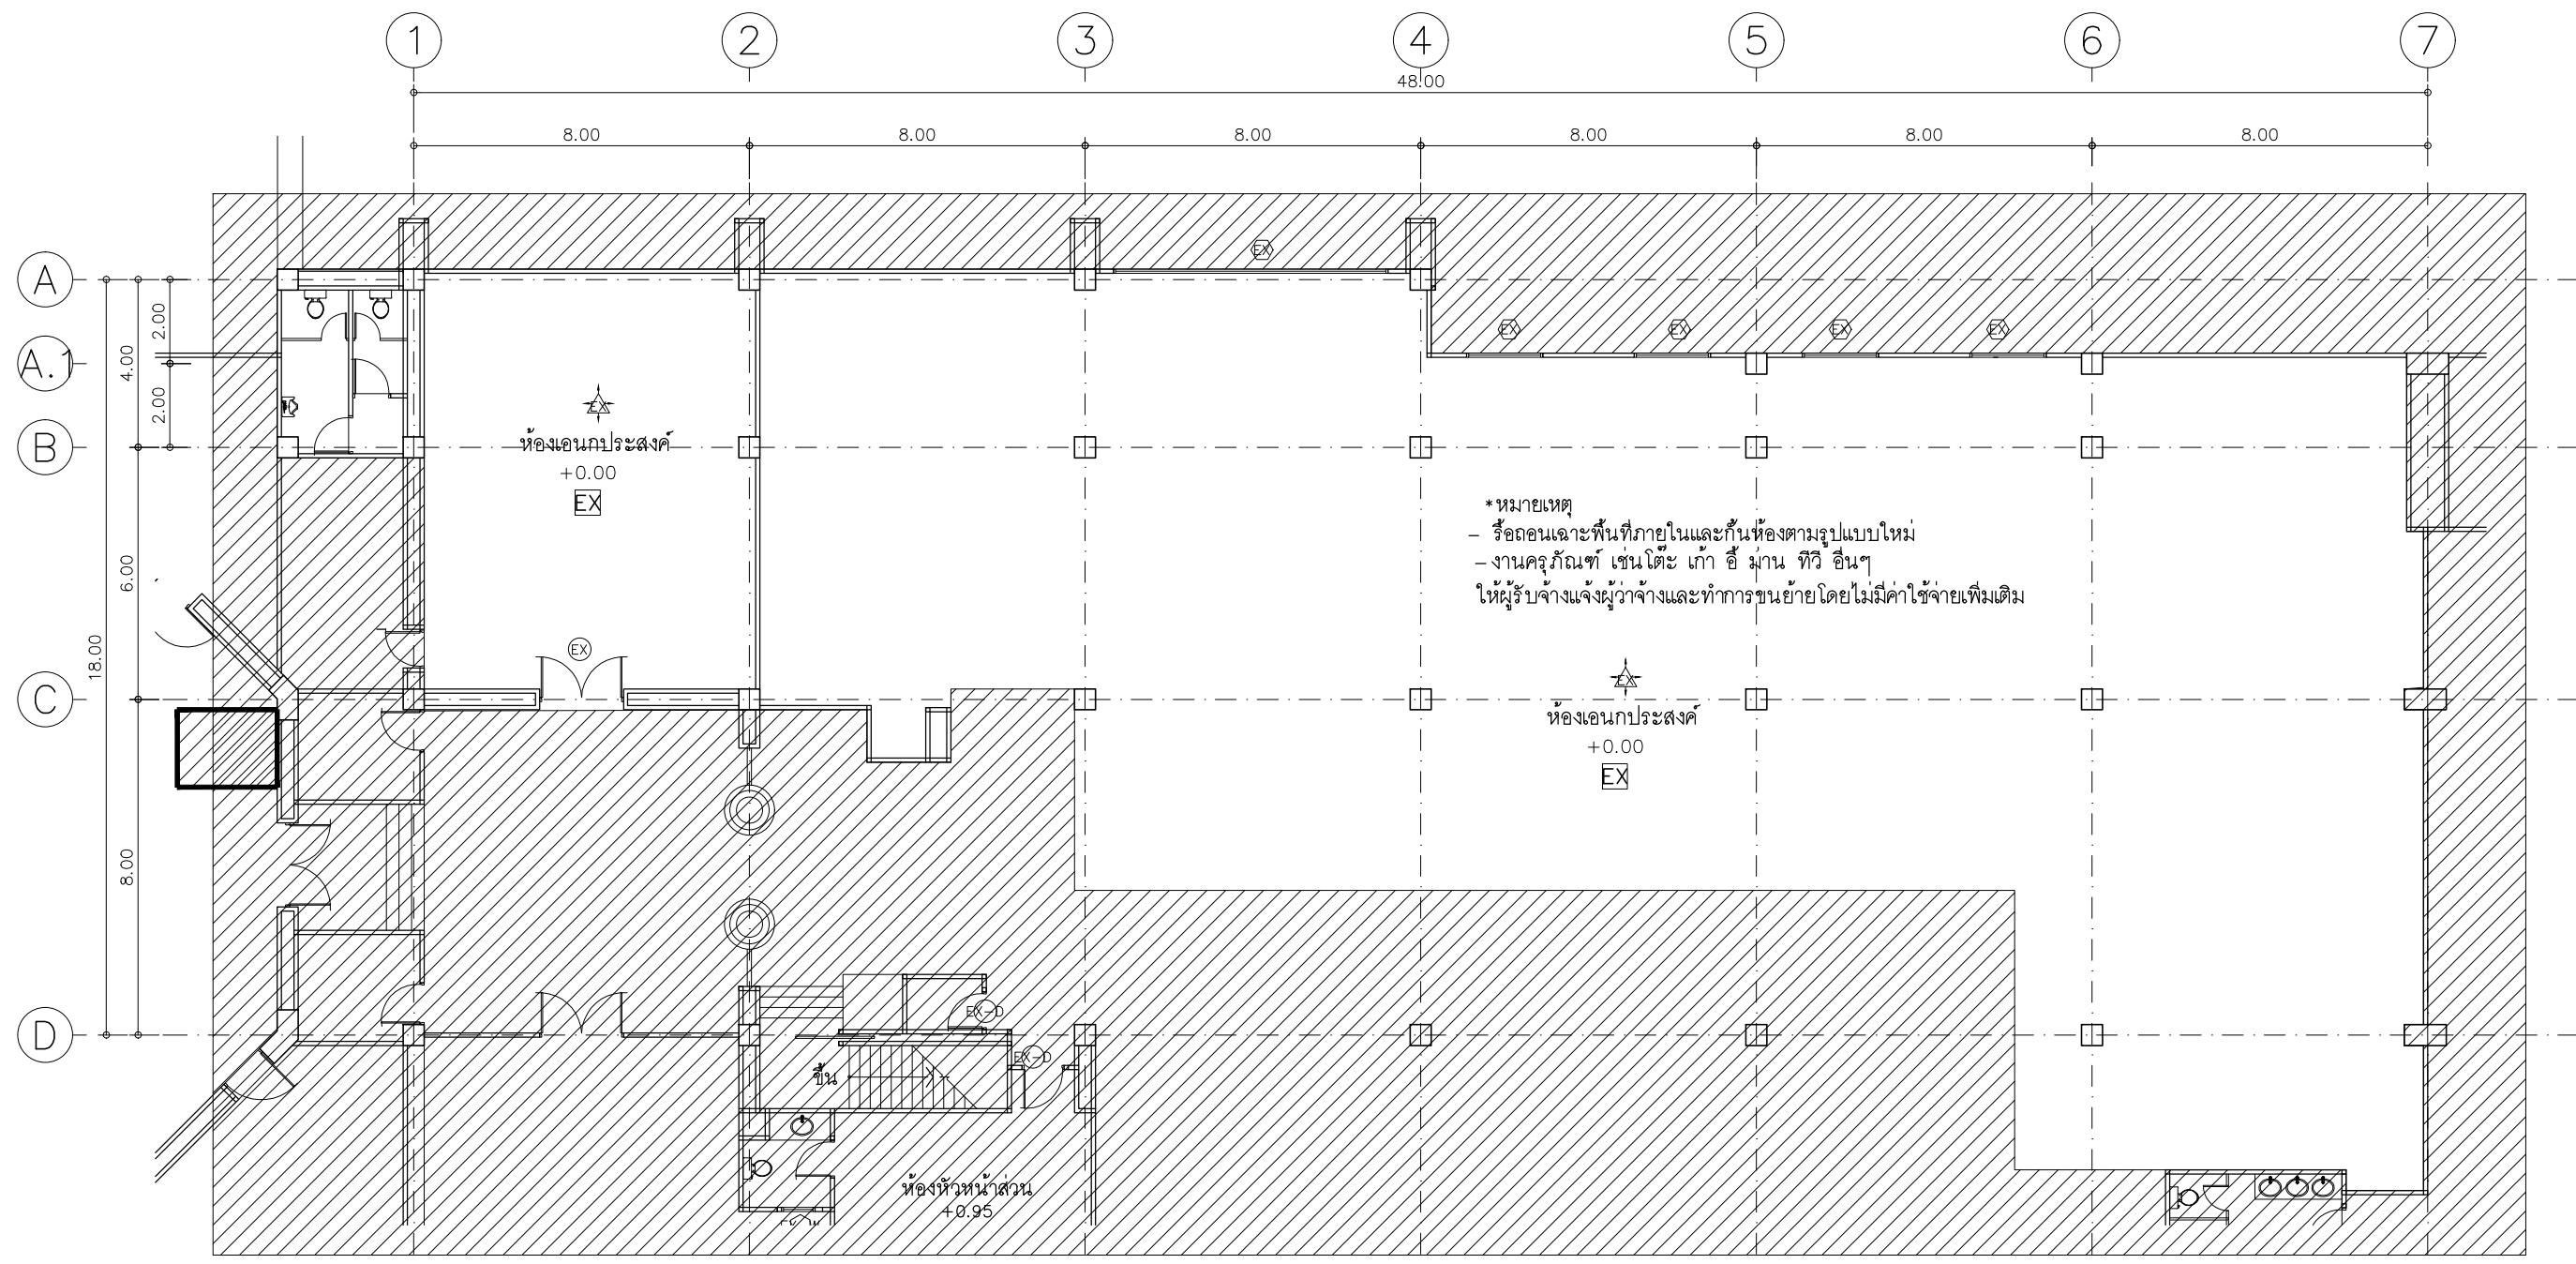 1 2 3 4 5 6 7
48.00
8.00 8.00 8.00 8.00 8.00 8.00
A
EX
2.00
EX EX EX EX
A.1
4.00
2.00
EX
B
ห้องเอนกประสงค์
+0.00
EX
*หมายเหตุ
- รื้อถอนเฉาะพื้นที่ภายในและกั้นห้องตามรูปแบบใหม่
-งานครุภัณฑ์ เช่นโต๊ะ เก้า อี้ ม่าน ทีวี อื่นๆ
ให้ผู้รับจ้างแจ้งผู้ว่าจ้างและทำการขนย้ายโดยไม่มีค่าใช้จ่ายเพิ่มเติม
6.00
18.00
EX
EX
C
ห้องเอนกประสงค์
+0.00
EX
8.00
EX-D
D
EX-D
ขึ้น
ห้องหัวหน้าส่วน
+0.95